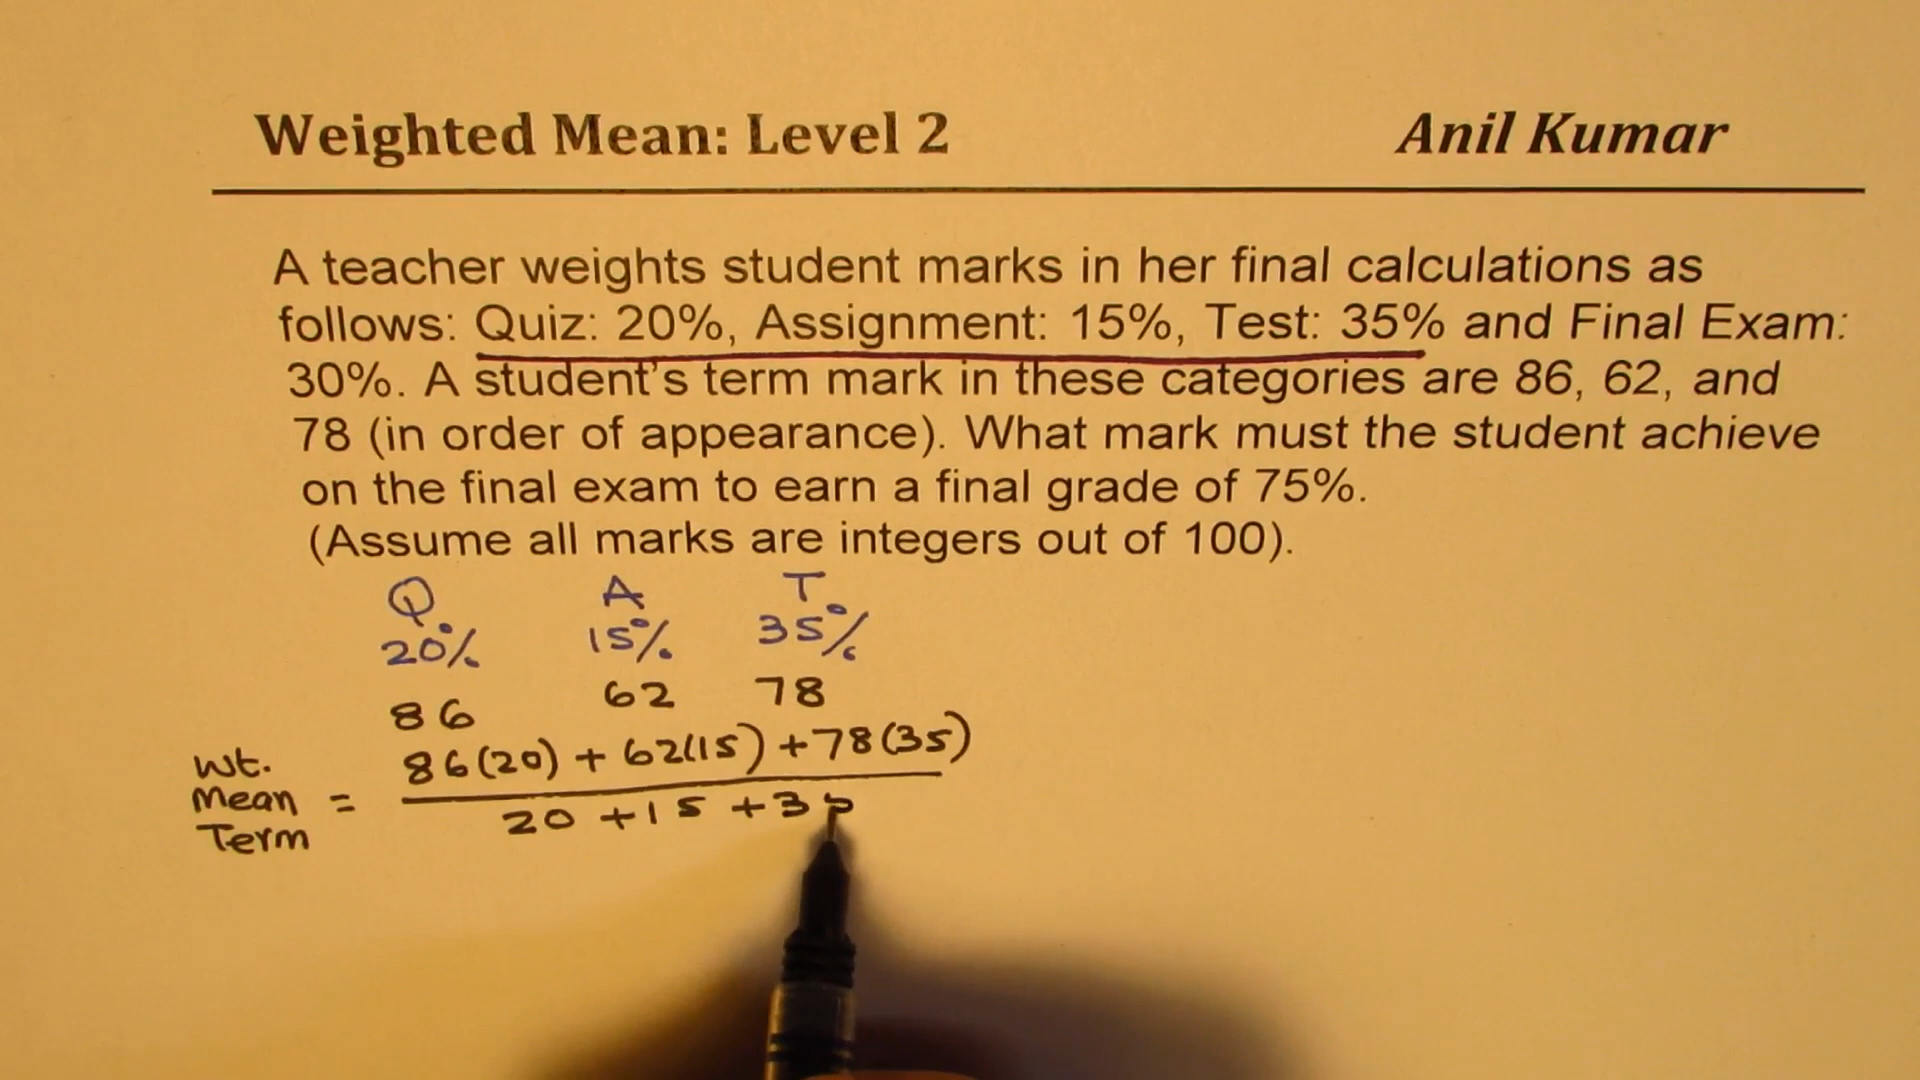 Weighted Mean: Level 2 Anil Kumar
A teacher weights student marks in her final calculations as
follows: Quiz: 20%, Assignment: 15%, Test: 35% and Final Exam:
30%. A student's term mark in these categories are 86, 62, and
78 (in order of appearance). What mark must the student achieve
on the final exam to earn a final grade of 75%.
(Assume all marks are integers out of 100).
Q A T
20% 15% 35%
86 62 78
Wt. Mean Term = 86(20) + 62(15) + 78(35)
20 + 15 + 35